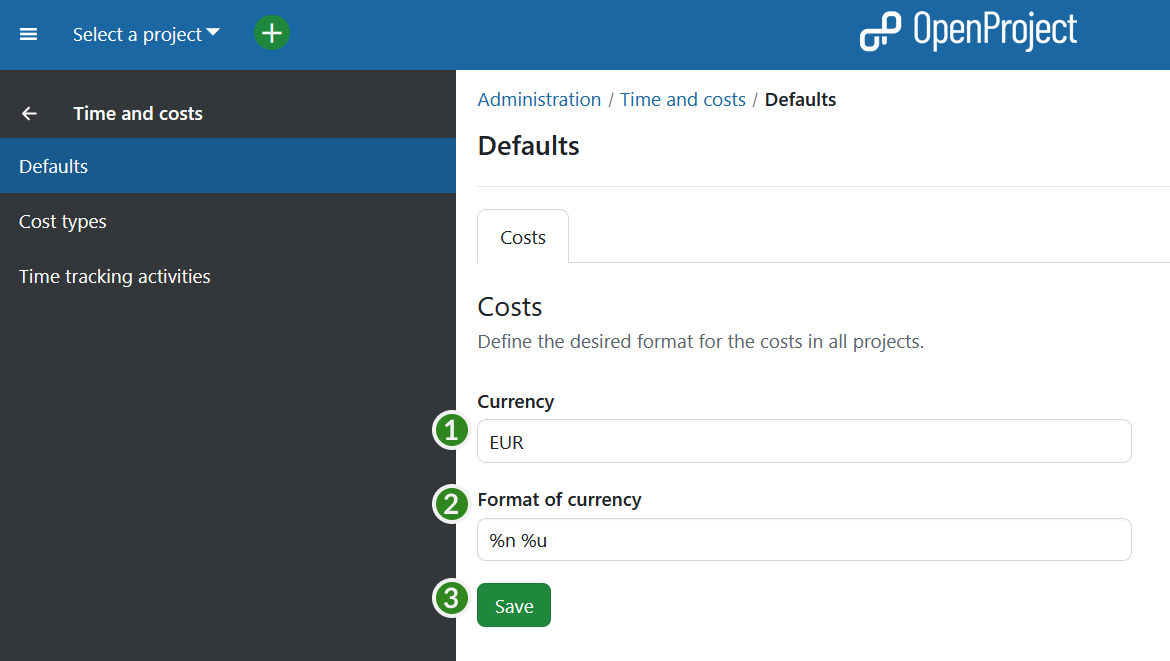 Select a project
OpenProject
Time and costs
Defaults
Cost types
Time tracking activities
Administration / Time and costs / Defaults
Defaults
Costs
Costs
Define the desired format for the costs in all projects.
Currency
1
EUR
2
Format of currency
%n %u
3
Save